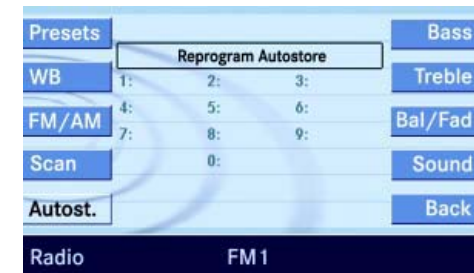 Presets
Bass
Reprogram Autostore
WB
1: 2: 3:
Treble
FM/AM
4: 5: 6:
Bal/Fad
7: 8: 9:
Scan
0:
Sound
Autost.
Back
Radio FM1